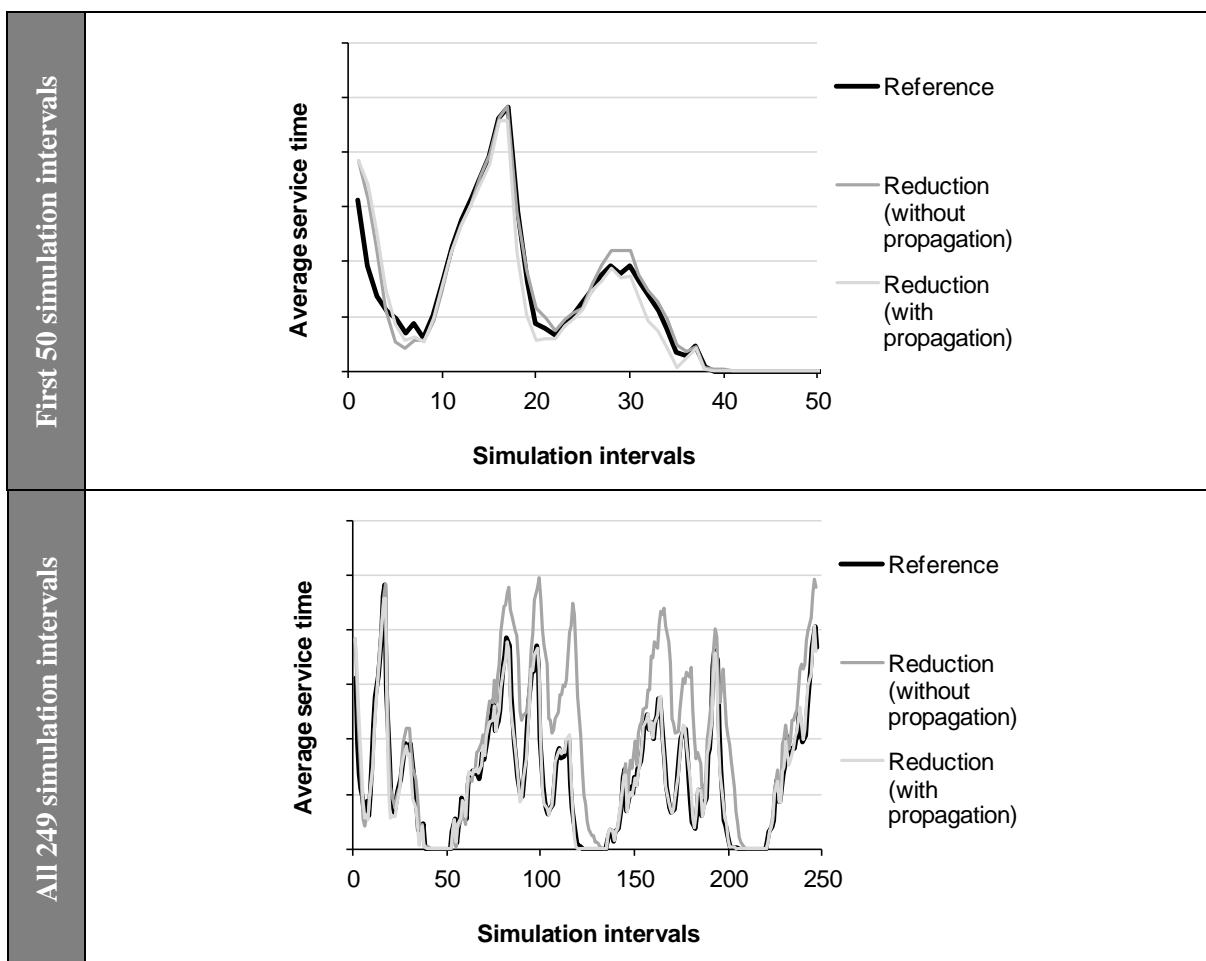 First 50 simulation intervals
Average service time
0 10 20 30 40 50
Simulation intervals
Reference
Reduction
(without
propagation)
Reduction
(with
propagation)
All 249 simulation intervals
Average service time
0 50 100 150 200 250
Simulation intervals
Reference
Reduction
(without
propagation)
Reduction
(with
propagation)